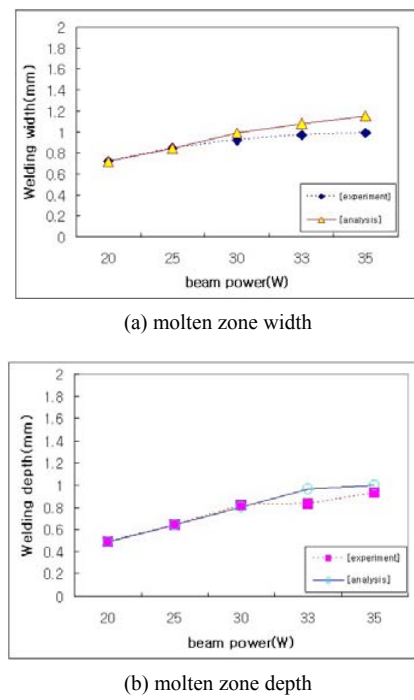 2
1.8
1.6
1.4
1.2
1
0.8
0.6
0.4
0.2
0
Welding width(mm)
[experiment]
[analysis]
20 25 30 33 35
beam power(W)
(a) molten zone width
2
1.8
1.6
1.4
1.2
1
0.8
0.6
0.4
0.2
0
Welding depth(mm)
[experiment]
[analysis]
20 25 30 33 35
beam power(W)
(b) molten zone depth